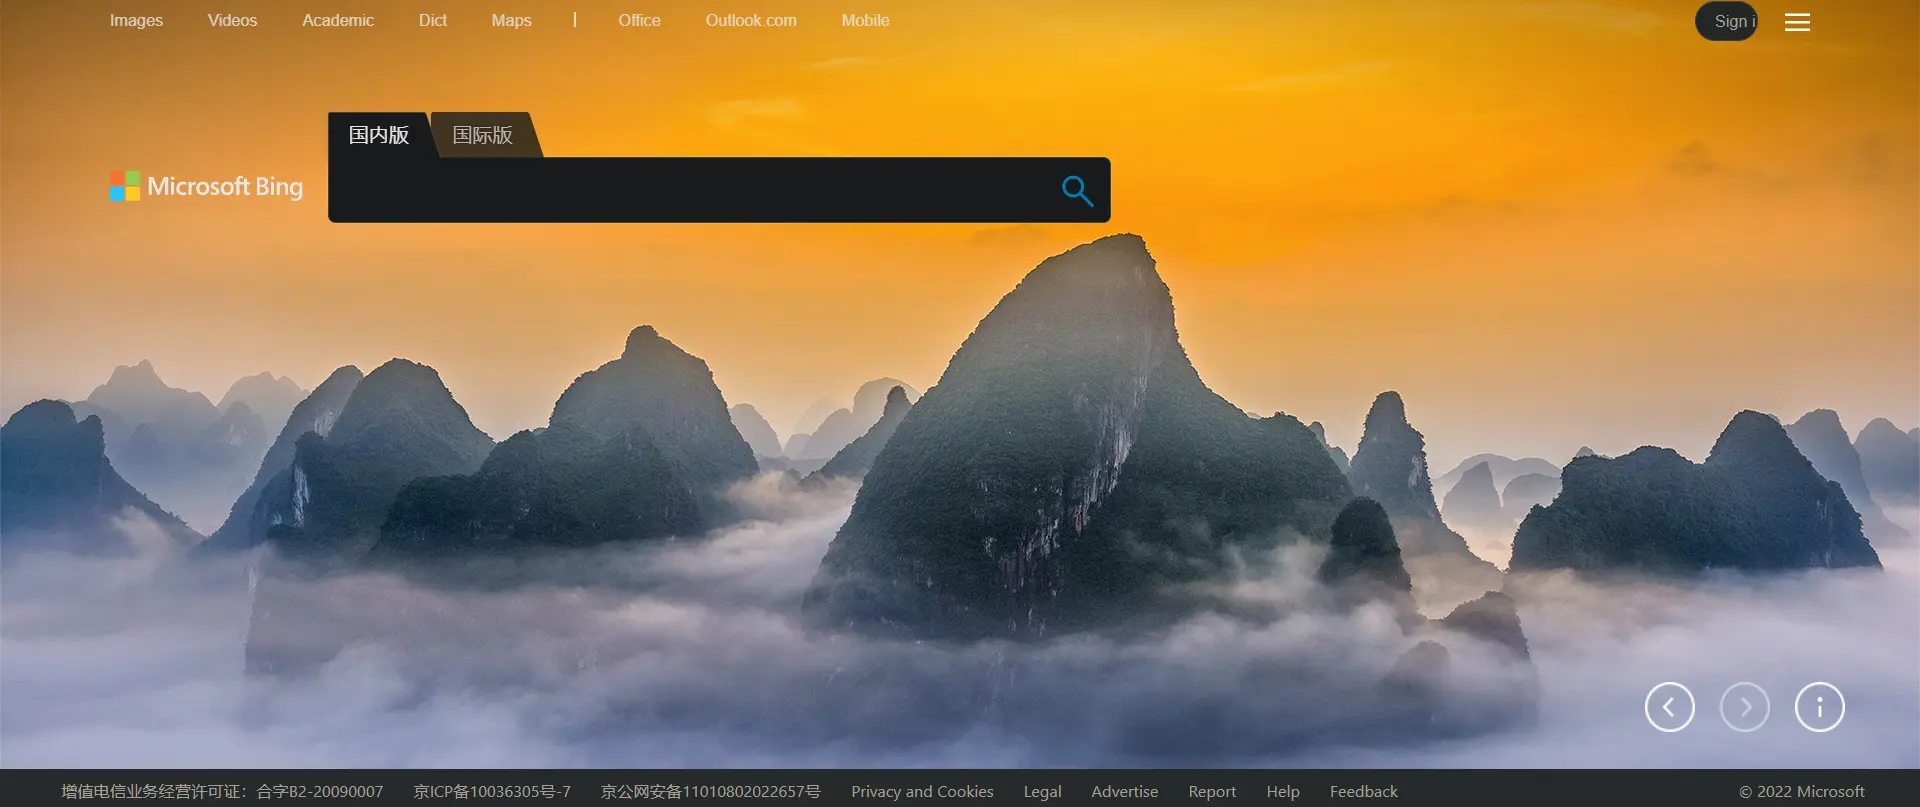 Images Videos Academic Dict Maps | Office Outlook.com Mobile Sign i
国内版 国际版
Microsoft Bing
增值电信业务经营许可证：合字B2-20090007 京ICP备10036305号-7 京公网安备11010802022657号 Privacy and Cookies Legal Advertise Report Help Feedback © 2022 Microsoft